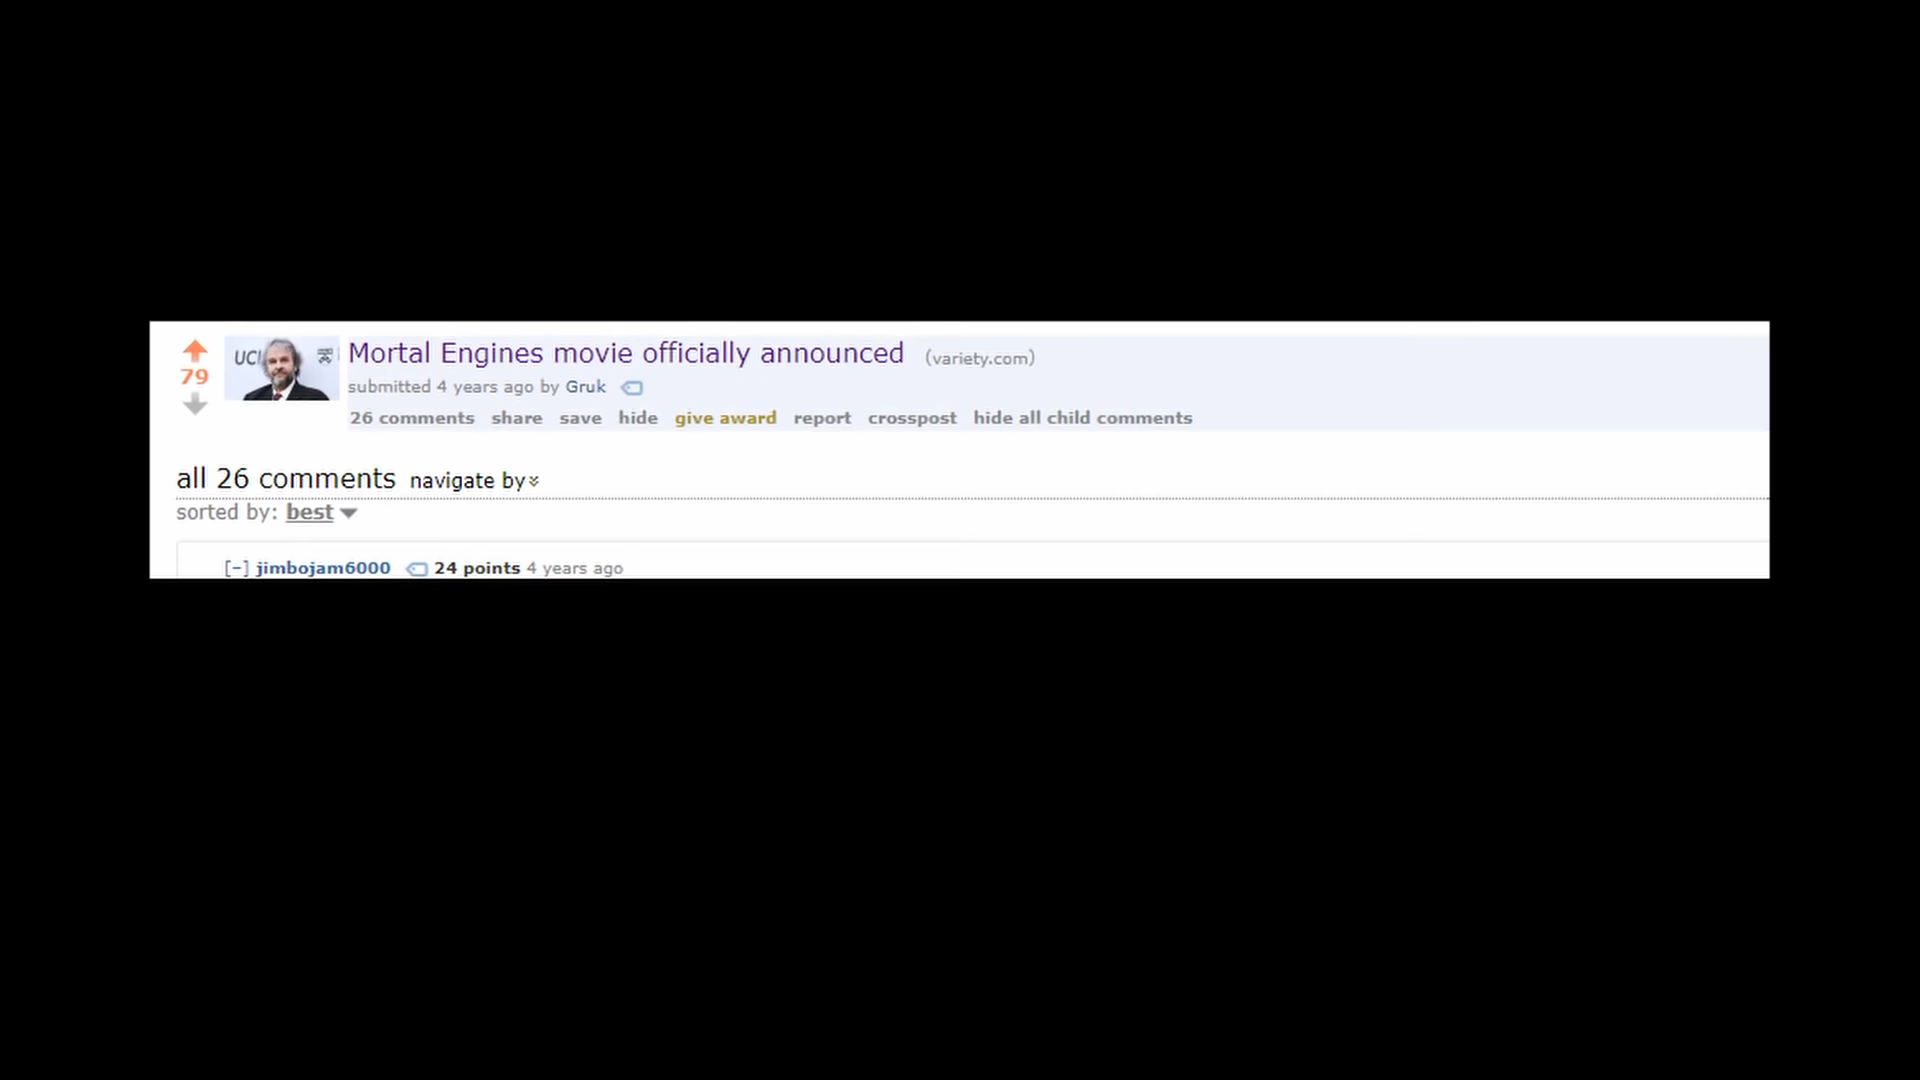 Mortal Engines movie officially announced (variety.com)
79
UCI
submitted 4 years ago by Gruk
26 comments share save hide give award report crosspost hide all child comments
all 26 comments navigate by
sorted by: best
[-] jimbojam6000 24 points 4 years ago